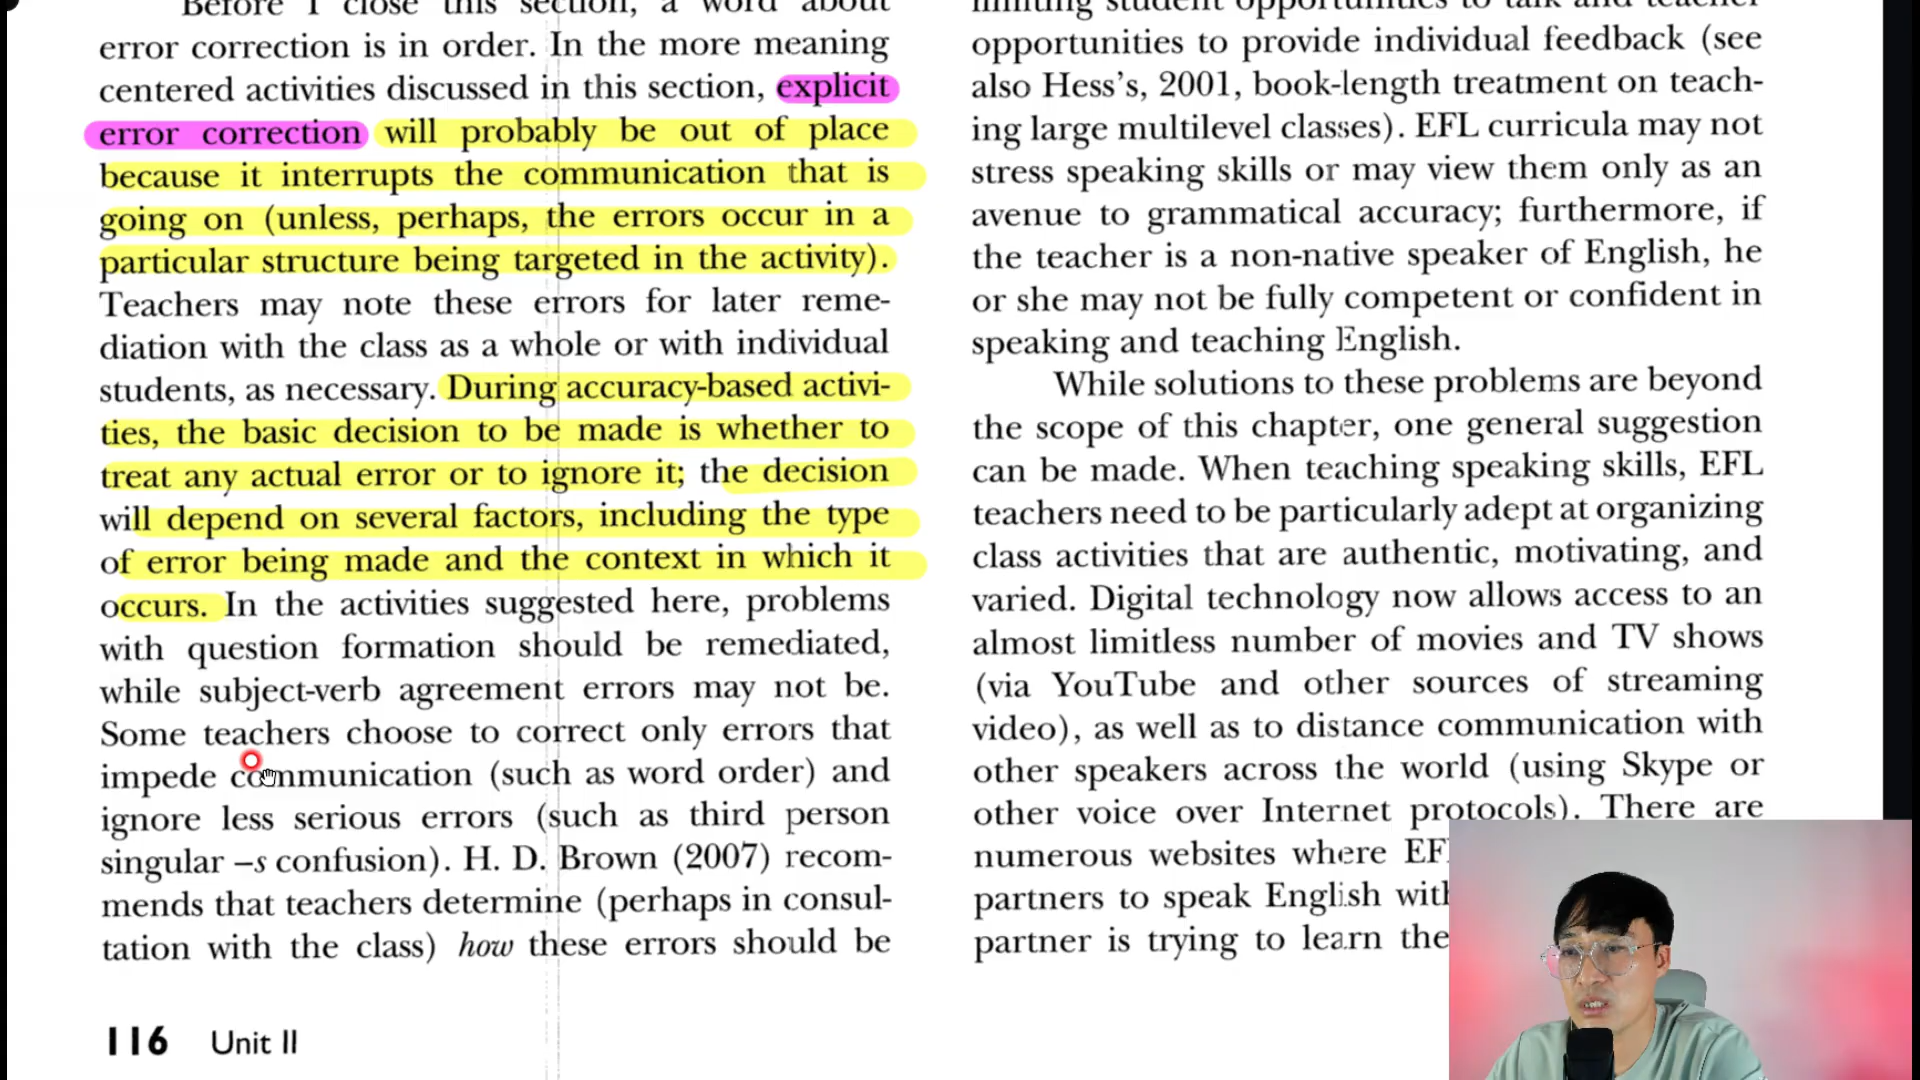 Before I close this section, a word about
error correction is in order. In the more meaning
centered activities discussed in this section, explicit
error correction will probably be out of place
because it interrupts the communication that is
going on (unless, perhaps, the errors occur in a
particular structure being targeted in the activity).
Teachers may note these errors for later reme-
diation with the class as a whole or with individual
students, as necessary. During accuracy-based activi-
ties, the basic decision to be made is whether to
treat any actual error or to ignore it; the decision
will depend on several factors, including the type
of error being made and the context in which it
occurs. In the activities suggested here, problems
with question formation should be remediated,
while subject-verb agreement errors may not be.
Some teachers choose to correct only errors that
impede communication (such as word order) and
ignore less serious errors (such as third person
singular –s confusion). H. D. Brown (2007) recom-
mends that teachers determine (perhaps in consul-
tation with the class) how these errors should be
116 Unit II
limiting student opportunities to talk and teacher
opportunities to provide individual feedback (see
also Hess's, 2001, book-length treatment on teach-
ing large multilevel classes). EFL curricula may not
stress speaking skills or may view them only as an
avenue to grammatical accuracy; furthermore, if
the teacher is a non-native speaker of English, he
or she may not be fully competent or confident in
speaking and teaching English.
While solutions to these problems are beyond
the scope of this chapter, one general suggestion
can be made. When teaching speaking skills, EFL
teachers need to be particularly adept at organizing
class activities that are authentic, motivating, and
varied. Digital technology now allows access to an
almost limitless number of movies and TV shows
(via YouTube and other sources of streaming
video), as well as to distance communication with
other speakers across the world (using Skype or
other voice over Internet protocols). There are
numerous websites where
partners to speak English
partner is trying to learn the